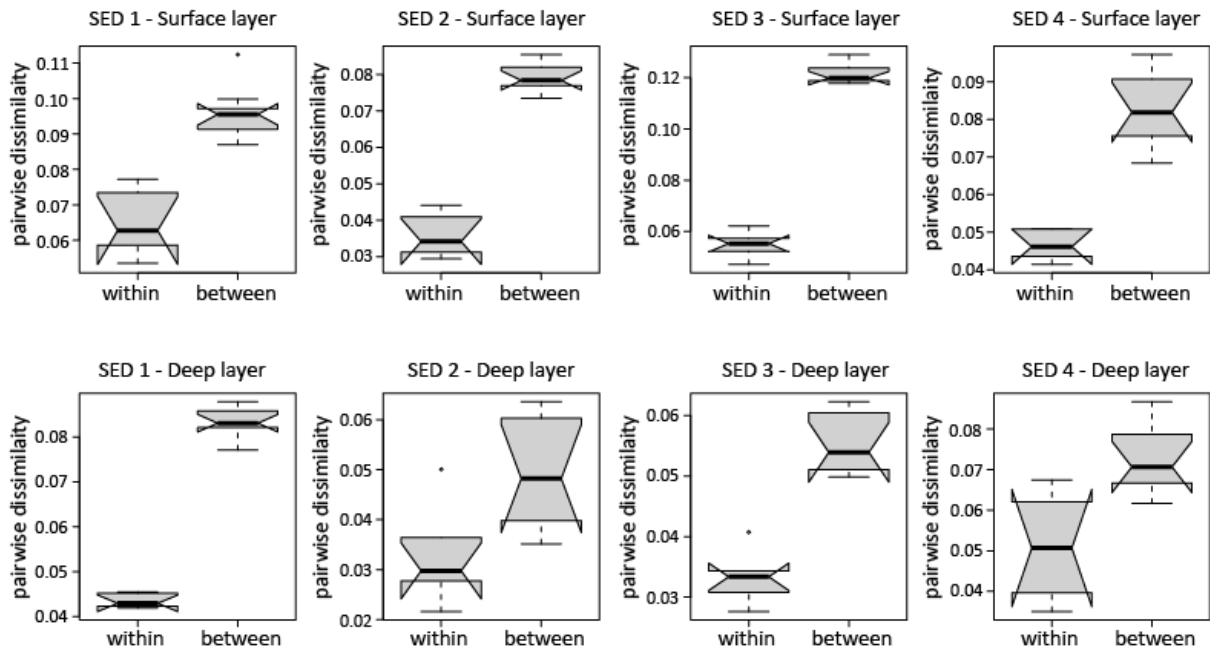 SED 1 - Surface layer
pairwise dissimilaity
0.11
0.10
0.09
0.08
0.07
0.06
within
between
SED 2 - Surface layer
pairwise dissimilaity
0.08
0.07
0.06
0.05
0.04
0.03
within
between
SED 3 - Surface layer
pairwise dissimilaity
0.12
0.10
0.08
0.06
within
between
SED 4 - Surface layer
pairwise dissimilaity
0.09
0.08
0.07
0.06
0.05
0.04
within
between
SED 1 - Deep layer
pairwise dissimilaity
0.08
0.07
0.06
0.05
0.04
within
between
SED 2 - Deep layer
pairwise dissimilaity
0.06
0.05
0.04
0.03
0.02
within
between
SED 3 - Deep layer
pairwise dissimilaity
0.06
0.05
0.04
0.03
within
between
SED 4 - Deep layer
pairwise dissimilaity
0.08
0.07
0.06
0.05
0.04
within
between